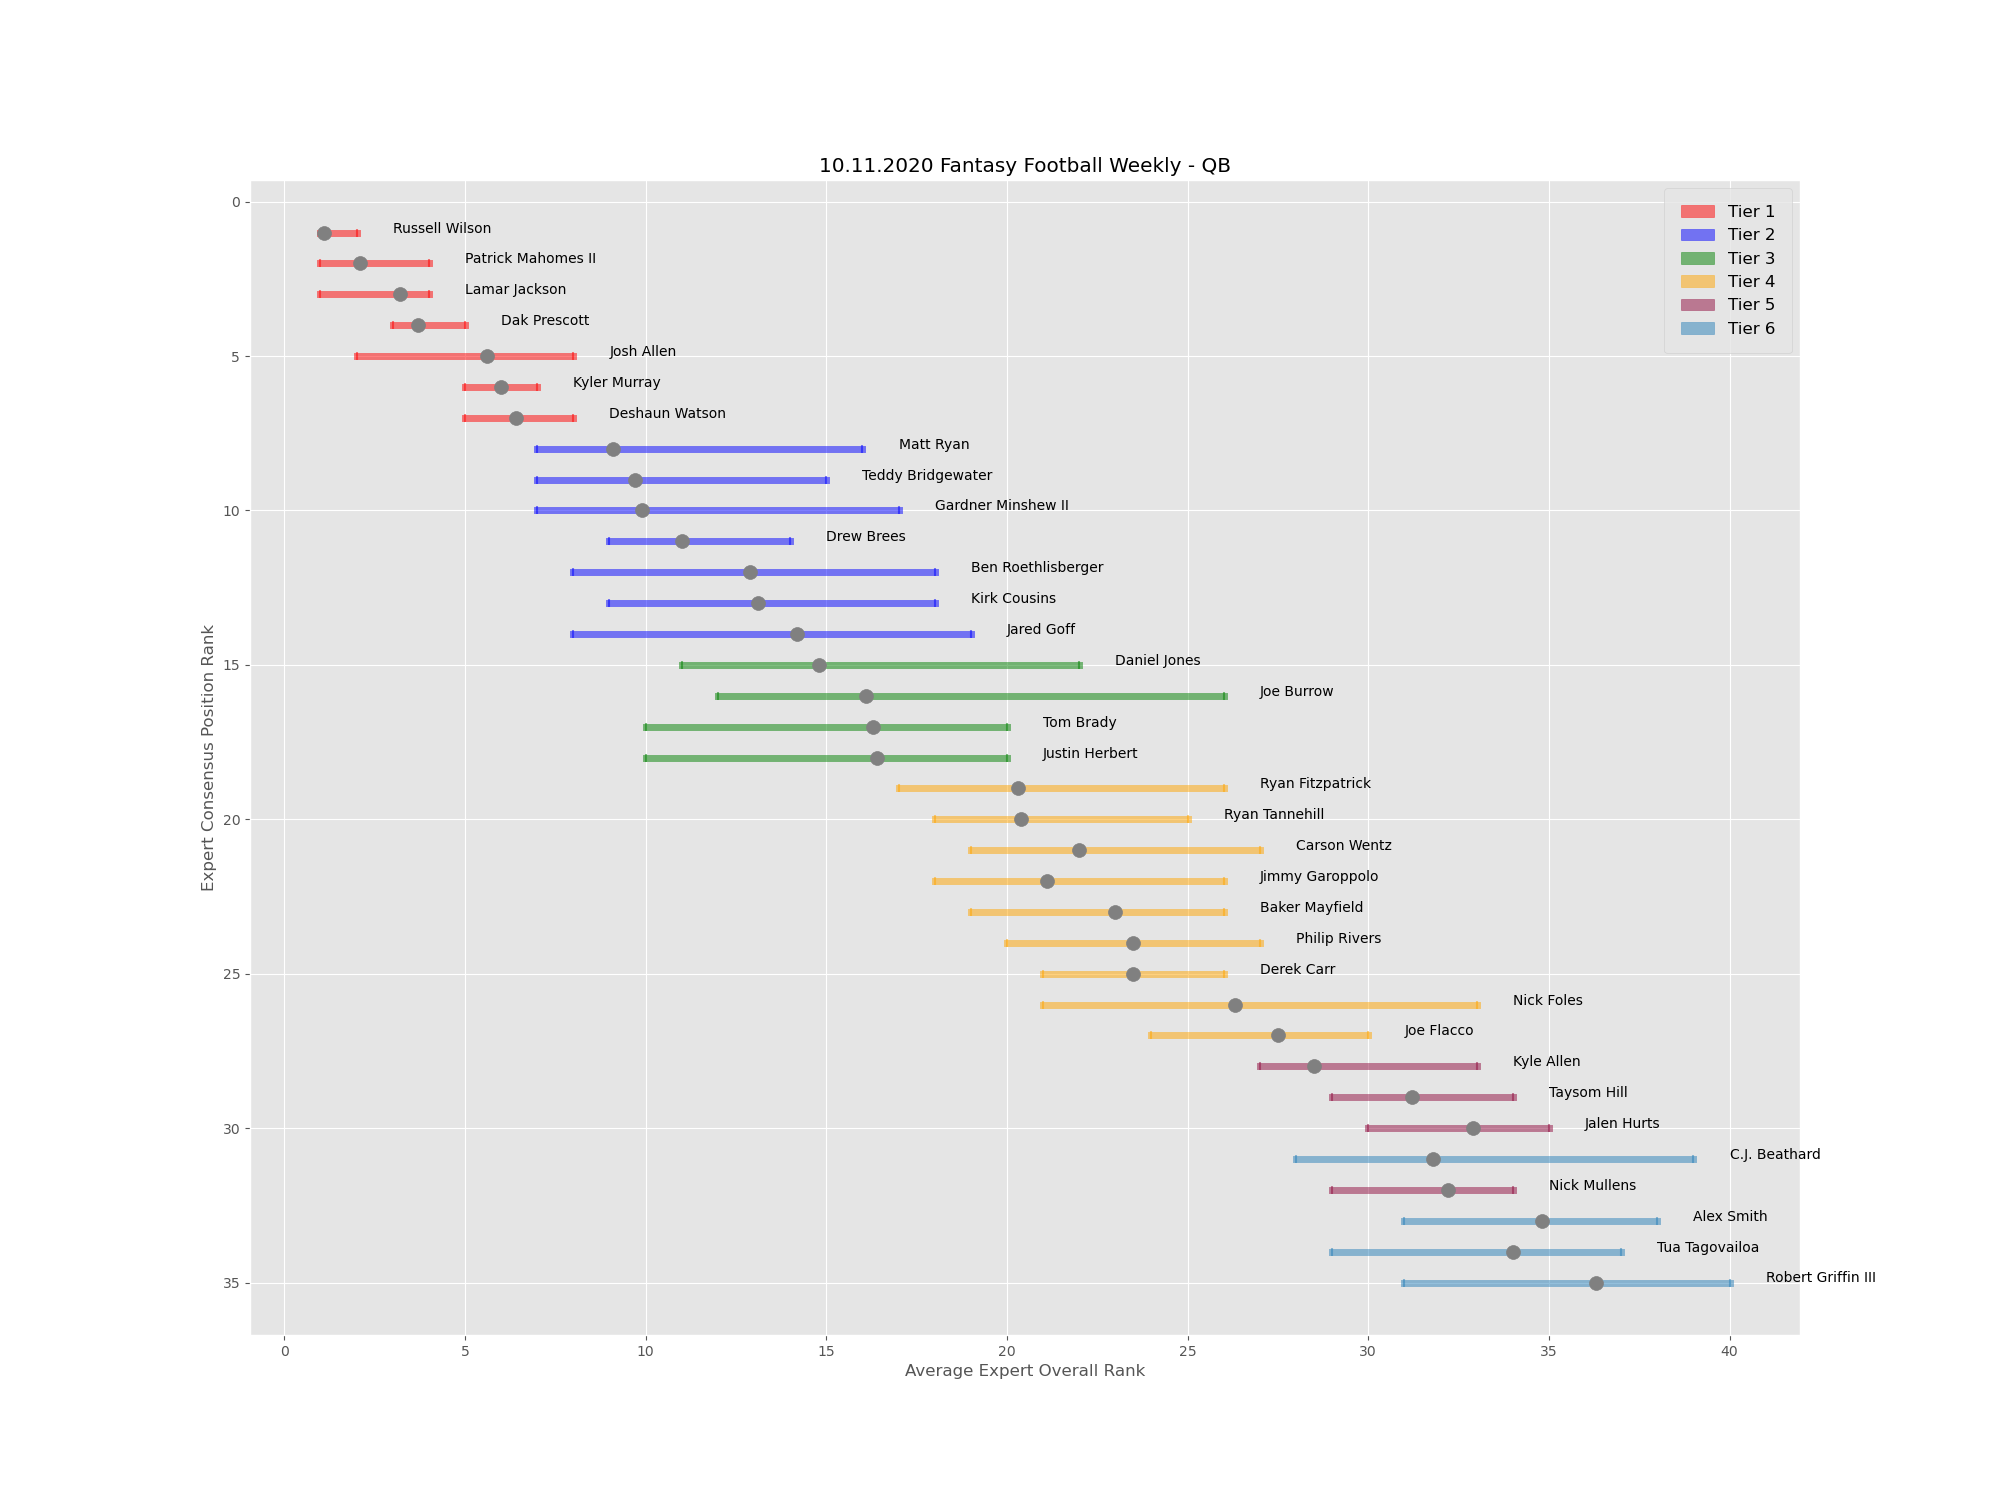 10.11.2020 Fantasy Football Weekly - QB
Tier 1
Tier 2
Tier 3
Tier 4
Tier 5
Tier 6
Russell Wilson
Patrick Mahomes II
Lamar Jackson
Dak Prescott
Josh Allen
Kyler Murray
Deshaun Watson
Matt Ryan
Teddy Bridgewater
Gardner Minshew II
Drew Brees
Ben Roethlisberger
Kirk Cousins
Jared Goff
Daniel Jones
Joe Burrow
Tom Brady
Justin Herbert
Ryan Fitzpatrick
Ryan Tannehill
Carson Wentz
Jimmy Garoppolo
Baker Mayfield
Philip Rivers
Derek Carr
Nick Foles
Joe Flacco
Kyle Allen
Taysom Hill
Jalen Hurts
C.J. Beathard
Nick Mullens
Alex Smith
Tua Tagovailoa
Robert Griffin III
0
5
10
15
20
25
30
35
Expert Consensus Position Rank
0 5 10 15 20 25 30 35 40
Average Expert Overall Rank